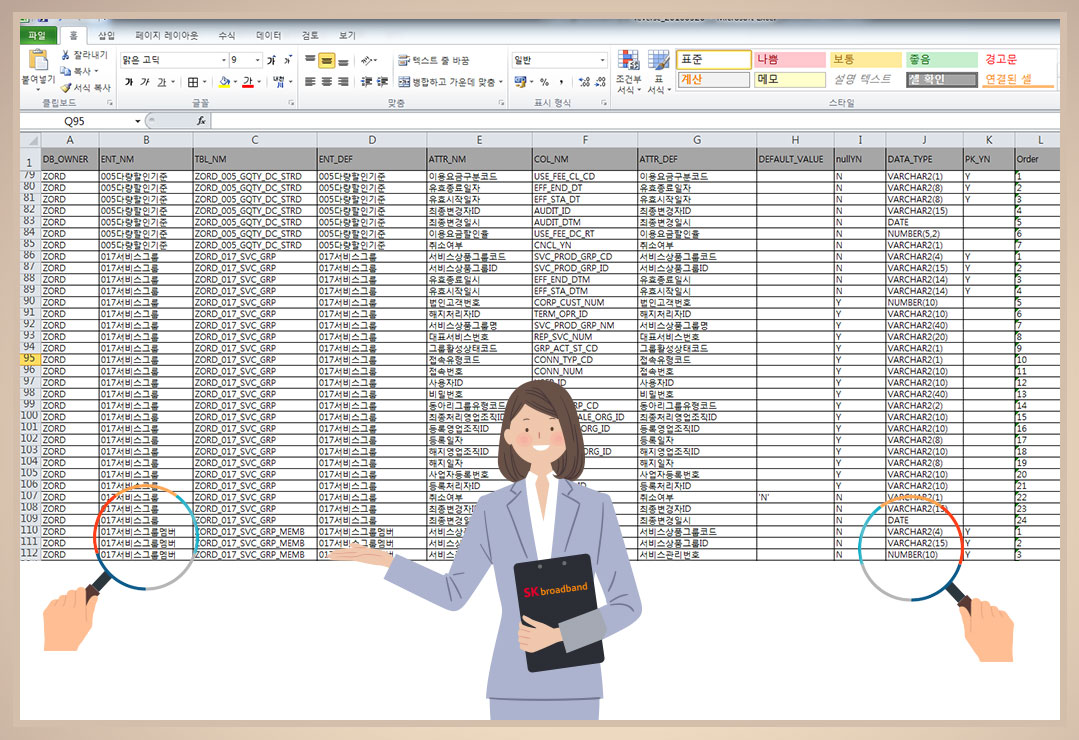 파일 홈 삽입 페이지 레이아웃 수식 데이터 검토 보기
잘라내기
복사
서식 복사
붙여넣기
클립보드
맑은 고딕 9
가 가 가
글꼴
텍스트 줄 바꿈
병합하고 가운데 맞춤
맞춤
일반
표시 형식
조건부 서식
표 서식
표준 나쁨 보통 좋음 경고문
계산 메모 설명 텍스트 셀 확인 연결된 셀
스타일
Q95 fx
A B C D E F G H I J K L
1 DB_OWNER ENT_NM TBL_NM ENT_DEF ATTR_NM COL_NM ATTR_DEF DEFAULT_VALUE nullYN DATA_TYPE PK_YN Order
79 ZORD 005다량할인기준 ZORD_005_GQTY_DC_STRD 005다량할인기준 이용요금구분코드 USE_FEE_CL_CD 이용요금구분코드 N VARCHAR2(1) Y 1
80 ZORD 005다량할인기준 ZORD_005_GQTY_DC_STRD 005다량할인기준 유효종료일자 EFF_END_DT 유효종료일자 N VARCHAR2(8) Y 2
81 ZORD 005다량할인기준 ZORD_005_GQTY_DC_STRD 005다량할인기준 유효시작일자 EFF_STA_DT 유효시작일자 N VARCHAR2(8) Y 3
82 ZORD 005다량할인기준 ZORD_005_GQTY_DC_STRD 005다량할인기준 최종변경자ID AUDIT_ID 최종변경자ID N VARCHAR2(15) 4
83 ZORD 005다량할인기준 ZORD_005_GQTY_DC_STRD 005다량할인기준 최종변경일시 AUDIT_DTM 최종변경일시 N DATE 5
84 ZORD 005다량할인기준 ZORD_005_GQTY_DC_STRD 005다량할인기준 이용요금할인율 USE_FEE_DC_RT 이용요금할인율 N NUMBER(5,2) 6
85 ZORD 005다량할인기준 ZORD_005_GQTY_DC_STRD 005다량할인기준 취소여부 CNCL_YN 취소여부 N VARCHAR2(1) 7
86 ZORD 017서비스그룹 ZORD_017_SVC_GRP 017서비스그룹 서비스상품그룹코드 SVC_PROD_GRP_CD 서비스상품그룹코드 N VARCHAR2(4) Y 1
87 ZORD 017서비스그룹 ZORD_017_SVC_GRP 017서비스그룹 서비스상품그룹ID SVC_PROD_GRP_ID 서비스상품그룹ID N VARCHAR2(15) Y 2
88 ZORD 017서비스그룹 ZORD_017_SVC_GRP 017서비스그룹 유효종료일시 EFF_END_DTM 유효종료일시 N VARCHAR2(14) Y 3
89 ZORD 017서비스그룹 ZORD_017_SVC_GRP 017서비스그룹 유효시작일시 EFF_STA_DTM 유효시작일시 N VARCHAR2(14) Y 4
90 ZORD 017서비스그룹 ZORD_017_SVC_GRP 017서비스그룹 법인고객번호 CORP_CUST_NUM 법인고객번호 Y NUMBER(10) 5
91 ZORD 017서비스그룹 ZORD_017_SVC_GRP 017서비스그룹 해지처리자ID TERM_OPR_ID 해지처리자ID Y VARCHAR2(10) 6
92 ZORD 017서비스그룹 ZORD_017_SVC_GRP 017서비스그룹 서비스상품그룹명 SVC_PROD_GRP_NM 서비스상품그룹명 Y VARCHAR2(40) 7
93 ZORD 017서비스그룹 ZORD_017_SVC_GRP 017서비스그룹 대표서비스번호 REP_SVC_NUM 대표서비스번호 Y VARCHAR2(20) 8
94 ZORD 017서비스그룹 ZORD_017_SVC_GRP 017서비스그룹 그룹활성상태코드 GRP_ACT_ST_CD 그룹활성상태코드 Y VARCHAR2(1) 9
95 ZORD 017서비스그룹 ZORD_017_SVC_GRP 017서비스그룹 접속유형코드 CONN_TYP_CD 접속유형코드 Y VARCHAR2(1) 10
96 ZORD 017서비스그룹 ZORD_017_SVC_GRP 017서비스그룹 접속번호 CONN_NUM 접속번호 Y VARCHAR2(10) 11
97 ZORD 017서비스그룹 ZORD_017_SVC_GRP 017서비스그룹 사용자ID 사용자ID Y VARCHAR2(10) 12
98 ZORD 017서비스그룹 ZORD_017_SVC_GRP 017서비스그룹 비밀번호 비밀번호 Y VARCHAR2(40) 13
99 ZORD 017서비스그룹 ZORD_017_SVC_GRP 017서비스그룹 동아리그룹유형코드 동아리그룹유형코드 Y VARCHAR2(2) 14
100 ZORD 017서비스그룹 ZORD_017_SVC_GRP 017서비스그룹 최종처리영업조직ID 최종처리영업조직ID Y VARCHAR2(10) 15
101 ZORD 017서비스그룹 ZORD_017_SVC_GRP 017서비스그룹 등록영업조직ID 등록영업조직ID Y VARCHAR2(10) 16
102 ZORD 017서비스그룹 ZORD_017_SVC_GRP 017서비스그룹 등록일자 등록일자 Y VARCHAR2(8) 17
103 ZORD 017서비스그룹 ZORD_017_SVC_GRP 017서비스그룹 해지영업조직ID 해지영업조직ID Y VARCHAR2(10) 18
104 ZORD 017서비스그룹 ZORD_017_SVC_GRP 017서비스그룹 해지일자 해지일자 Y VARCHAR2(8) 19
105 ZORD 017서비스그룹 ZORD_017_SVC_GRP 017서비스그룹 사업자등록번호 사업자등록번호 Y VARCHAR2(10) 20
106 ZORD 017서비스그룹 ZORD_017_SVC_GRP 017서비스그룹 등록처리자ID 등록처리자ID Y VARCHAR2(10) 21
107 ZORD 017서비스그룹 ZORD_017_SVC_GRP 017서비스그룹 취소여부 취소여부 'N' N VARCHAR2(1) 22
108 ZORD 017서비스그룹 ZORD_017_SVC_GRP 017서비스그룹 최종변경자ID N VARCHAR2(15) 23
109 ZORD 017서비스그룹 ZORD_017_SVC_GRP 017서비스그룹 최종변경일시 N DATE 24
110 ZORD 017서비스그룹멤버 ZORD_017_SVC_GRP_MEMB 017서비스그룹멤버 서비스상품그룹코드 N VARCHAR2(4) Y 1
111 ZORD 017서비스그룹멤버 ZORD_017_SVC_GRP_MEMB 017서비스그룹멤버 서비스상품그룹ID N VARCHAR2(15) Y 2
112 ZORD 017서비스그룹멤버 ZORD_017_SVC_GRP_MEMB 서비스관리번호 N NUMBER(10) Y 3
SK broadband